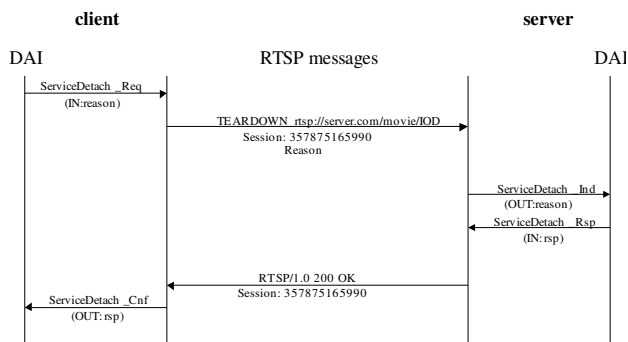 client
server
DAI
RTSP messages
DAI
ServiceDetach _Req
(IN:reason)
TEARDOWN rtsp://server.com/movie/IOD
Session: 357875165990
Reason
ServiceDetach _Ind
(OUT:reason)
ServiceDetach _Rsp
(IN: rsp)
RTSP/1.0 200 OK
Session: 357875165990
ServiceDetach _Cnf
(OUT: rsp)